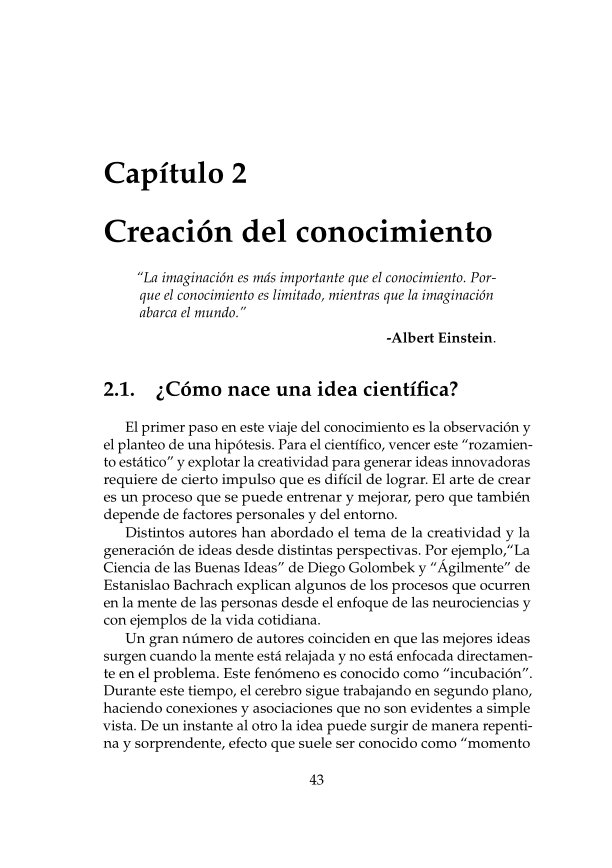 Capítulo 2
Creación del conocimiento
“La imaginación es más importante que el conocimiento. Por-
que el conocimiento es limitado, mientras que la imaginación
abarca el mundo.”
-Albert Einstein.
2.1. ¿Cómo nace una idea científica?
El primer paso en este viaje del conocimiento es la observación y
el planteo de una hipótesis. Para el científico, vencer este “rozamien-
to estático” y explotar la creatividad para generar ideas innovadoras
requiere de cierto impulso que es difícil de lograr. El arte de crear
es un proceso que se puede entrenar y mejorar, pero que también
depende de factores personales y del entorno.
Distintos autores han abordado el tema de la creatividad y la
generación de ideas desde distintas perspectivas. Por ejemplo,“La
Ciencia de las Buenas Ideas” de Diego Golombek y “Ágilmente” de
Estanislao Bachrach explican algunos de los procesos que ocurren
en la mente de las personas desde el enfoque de las neurociencias y
con ejemplos de la vida cotidiana.
Un gran número de autores coinciden en que las mejores ideas
surgen cuando la mente está relajada y no está enfocada directamen-
te en el problema. Este fenómeno es conocido como “incubación”.
Durante este tiempo, el cerebro sigue trabajando en segundo plano,
haciendo conexiones y asociaciones que no son evidentes a simple
vista. De un instante al otro la idea puede surgir de manera repenti-
na y sorprendente, efecto que suele ser conocido como “momento
43